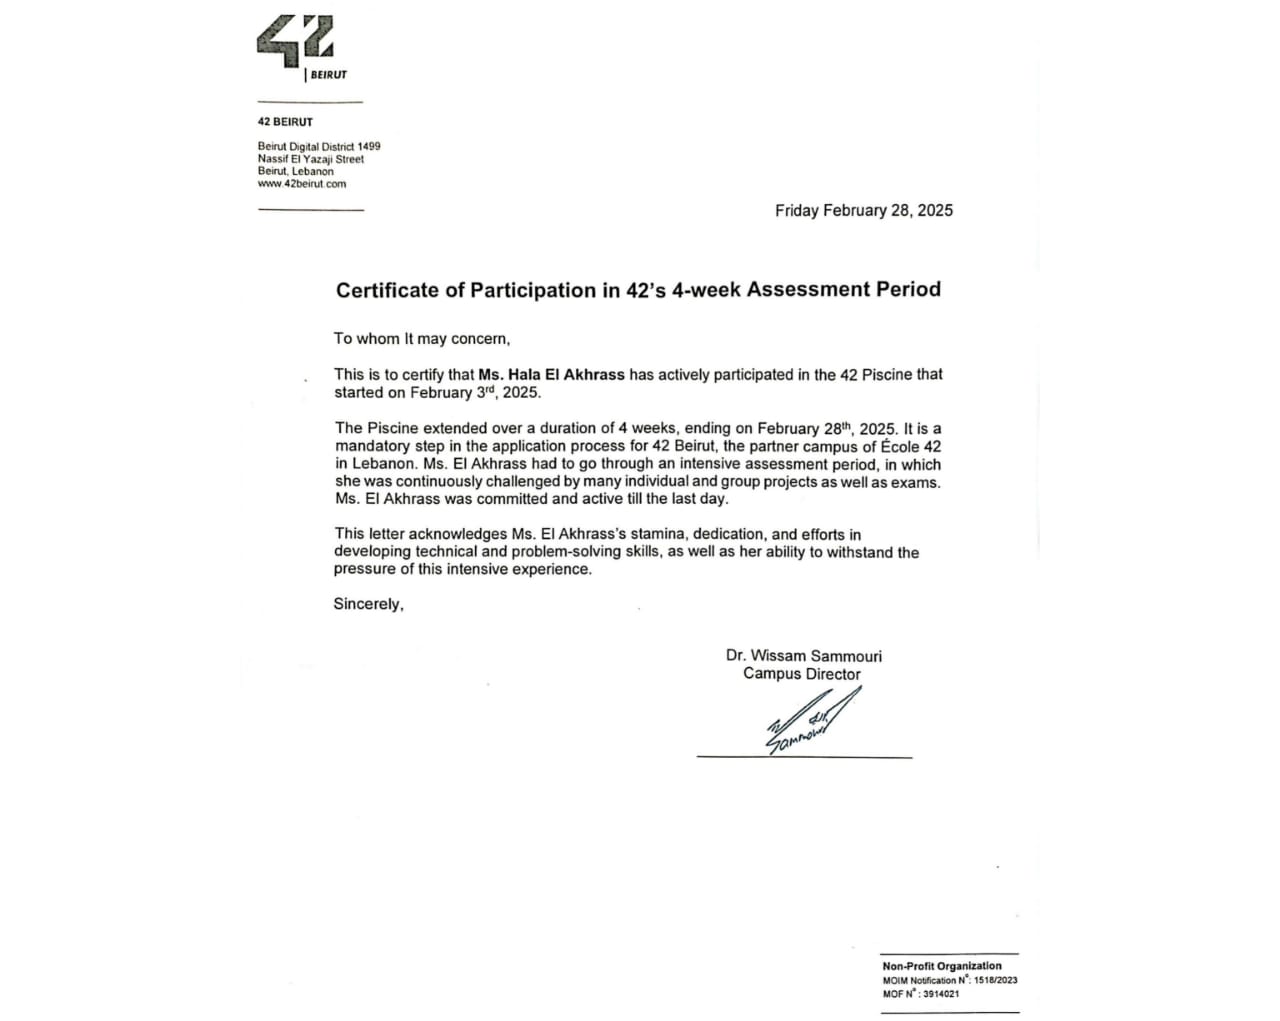 42
BEIRUT
42 BEIRUT
Beirut Digital District 1499
Nassif El Yazaji Street
Beirut, Lebanon
www.42beirut.com
Friday February 28, 2025
Certificate of Participation in 42's 4-week Assessment Period
To whom It may concern,
This is to certify that Ms. Hala El Akhrass has actively participated in the 42 Piscine that
started on February 3rd, 2025.
The Piscine extended over a duration of 4 weeks, ending on February 28th, 2025. It is a
mandatory step in the application process for 42 Beirut, the partner campus of École 42
in Lebanon. Ms. El Akhrass had to go through an intensive assessment period, in which
she was continuously challenged by many individual and group projects as well as exams.
Ms. El Akhrass was committed and active till the last day.
This letter acknowledges Ms. El Akhrass's stamina, dedication, and efforts in
developing technical and problem-solving skills, as well as her ability to withstand the
pressure of this intensive experience.
Sincerely,
Dr. Wissam Sammouri
Campus Director
Sammouri
Non-Profit Organization
MOIM Notification N°: 1518/2023
MOF N° : 3914021